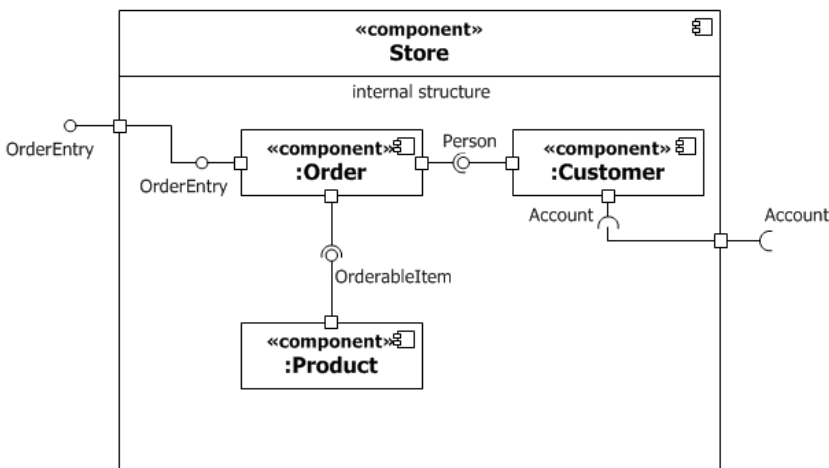 «component»
Store
internal structure
OrderEntry
OrderEntry
«component»
:Order
Person
«component»
:Customer
Account
Account
OrderableItem
«component»
:Product